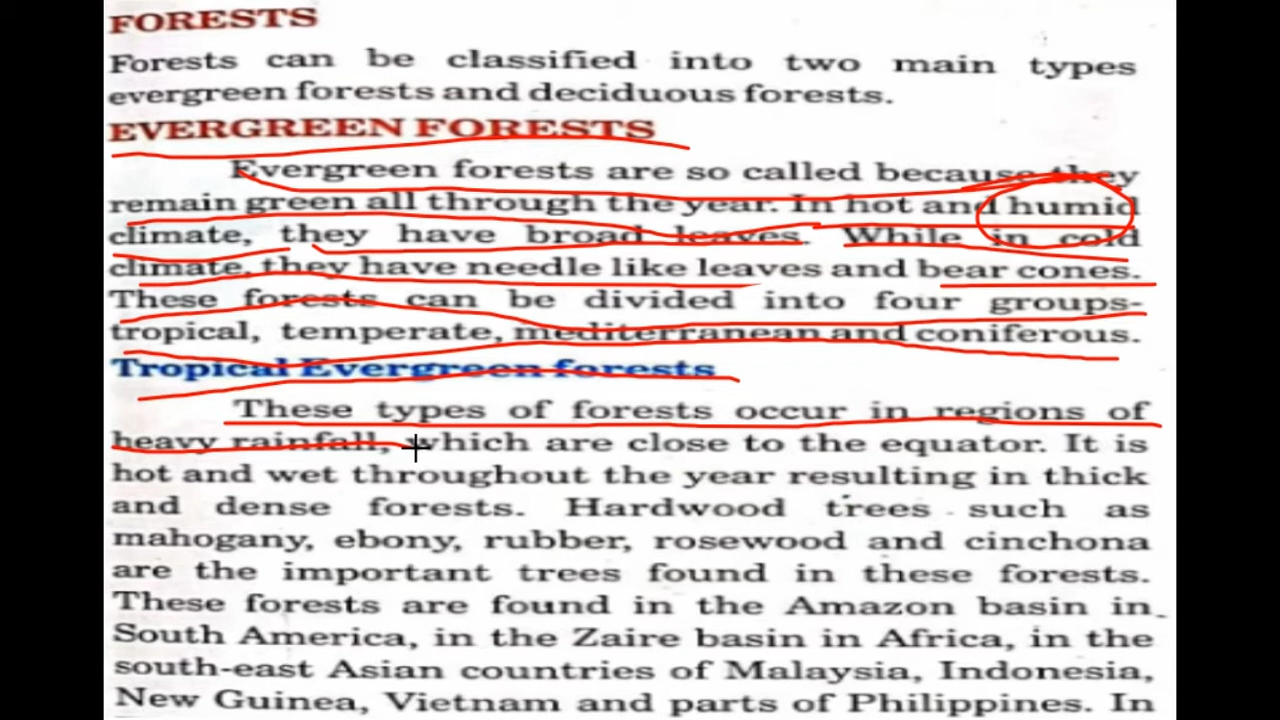 FORESTS
Forests can be classified into two main types
evergreen forests and deciduous forests.
EVERGREEN FORESTS
Evergreen forests are so called because they
remain green all through the year. In hot and humid
climate, they have broad leaves. While in cold
climate, they have needle like leaves and bear cones.
These forests can be divided into four groups-
tropical, temperate, mediterranean and coniferous.
Tropical Evergreen forests
These types of forests occur in regions of
heavy rainfall, which are close to the equator. It is
hot and wet throughout the year resulting in thick
and dense forests. Hardwood trees such as
mahogany, ebony, rubber, rosewood and cinchona
are the important trees found in these forests.
These forests are found in the Amazon basin in
South America, in the Zaire basin in Africa, in the
south-east Asian countries of Malaysia, Indonesia,
New Guinea, Vietnam and parts of Philippines. In